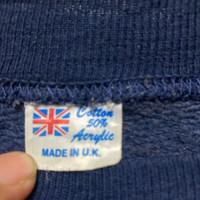 Cotton
50%
Acrylic
MADE IN U.K.